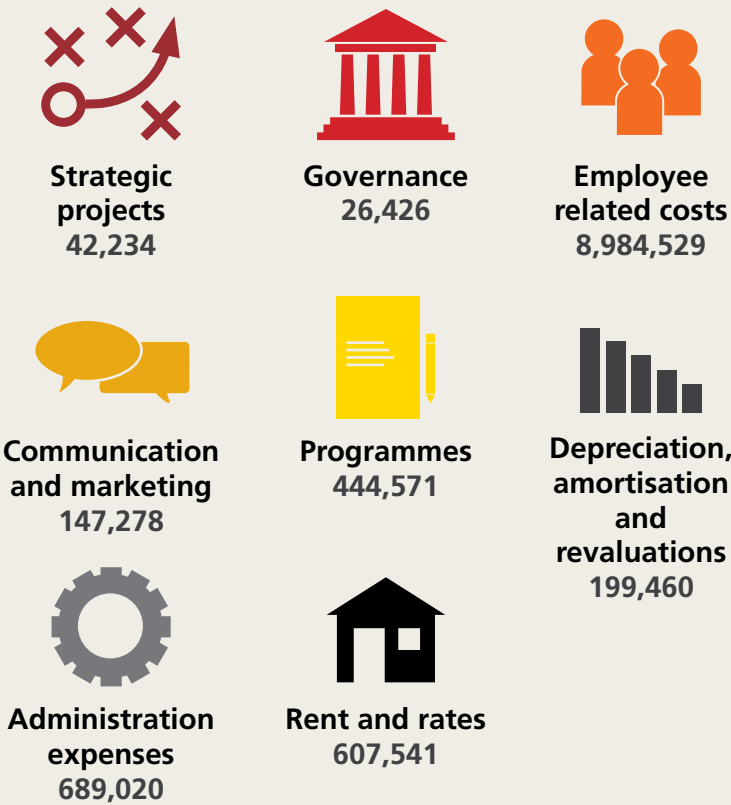 Strategic
projects
42,234
Governance
26,426
Employee
related costs
8,984,529
Communication
and marketing
147,278
Programmes
444,571
Depreciation,
amortisation
and
revaluations
199,460
Administration
expenses
689,020
Rent and rates
607,541